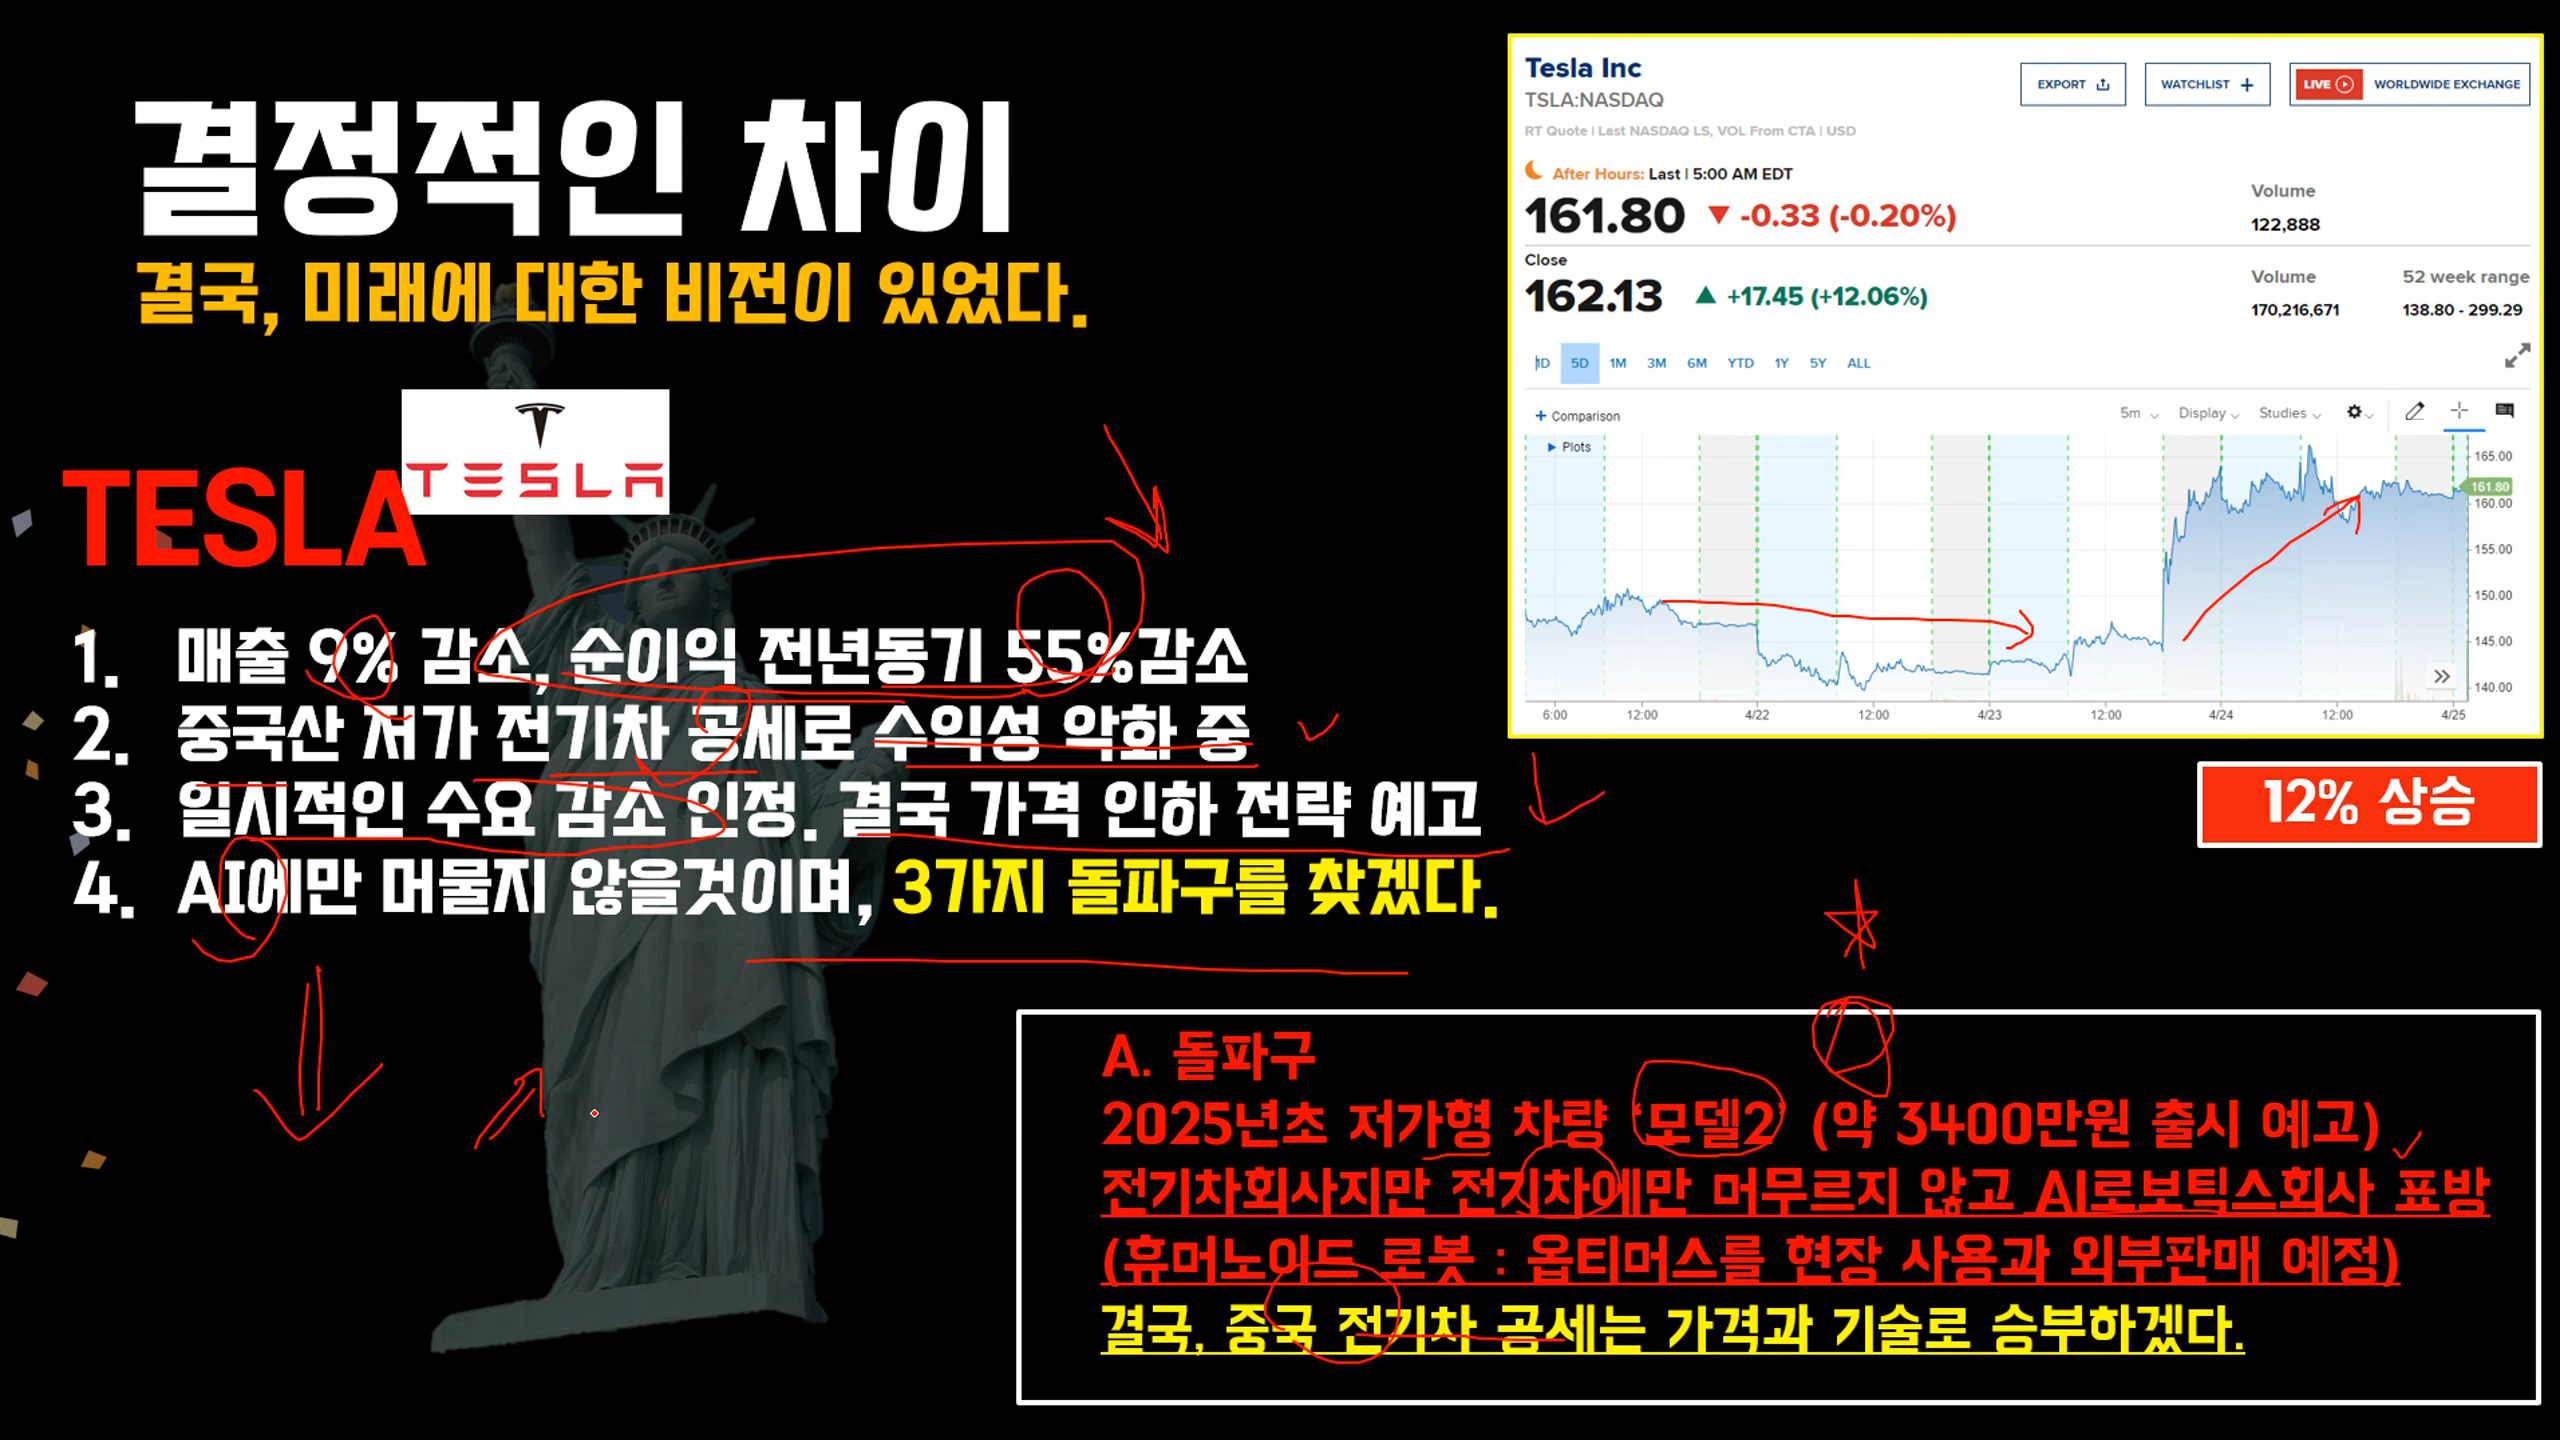 결정적인 차이
결국, 미래에 대한 비전이 있었다.
TESLA
TESLA
1. 매출 9% 감소, 순이익 전년동기 55%감소
2. 중국산 저가 전기차 공세로 수익성 악화 중
3. 일시적인 수요 감소 인정. 결국 가격 인하 전략 예고
4. AI에만 머물지 않을것이며, 3가지 돌파구를 찾겠다.
Tesla Inc
TSLA:NASDAQ
EXPORT
WATCHLIST +
LIVE WORLDWIDE EXCHANGE
RT Quote | Last NASDAQ LS, VOL From CTA | USD
After Hours: Last | 5:00 AM EDT
161.80 ▼ -0.33 (-0.20%)
Volume
122,888
Close
162.13 ▲ +17.45 (+12.06%)
Volume
170,216,671
52 week range
138.80 - 299.29
1D 5D 1M 3M 6M YTD 1Y 5Y ALL
+ Comparison
5m Display Studies
Plots
165.00
161.80
160.00
155.00
150.00
145.00
140.00
6:00 12:00 4/22 12:00 4/23 12:00 4/24 12:00 4/25
12% 상승
A. 돌파구
2025년초 저가형 차량 '모델2' (약 3400만원 출시 예고)
전기차회사지만 전기차에만 머무르지 않고 AI로보틱스회사 표방
(휴머노이드 로봇 : 옵티머스를 현장 사용과 외부판매 예정)
결국, 중국 전기차 공세는 가격과 기술로 승부하겠다.